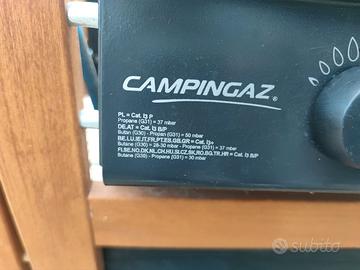 CAMPINGAZ®
PL = Cat. I3 P
Propane (G31) = 37 mbar
DE,AT = Cat. I3 B/P
Butan (G30) - Propan (G31) = 50 mbar
BE,LU,IE,IT,FR,PT,ES,GB,GR = Cat. I3+
Butane (G30) = 28-30 mbar - Propane (G31) = 37 mbar
FI,SE,NO,DK,NL,CH,HU,SI,CZ,SK,RO,BG,TR,HR = Cat. I3 B/P
Butane (G30) - Propane (G31) = 30 mbar
subito